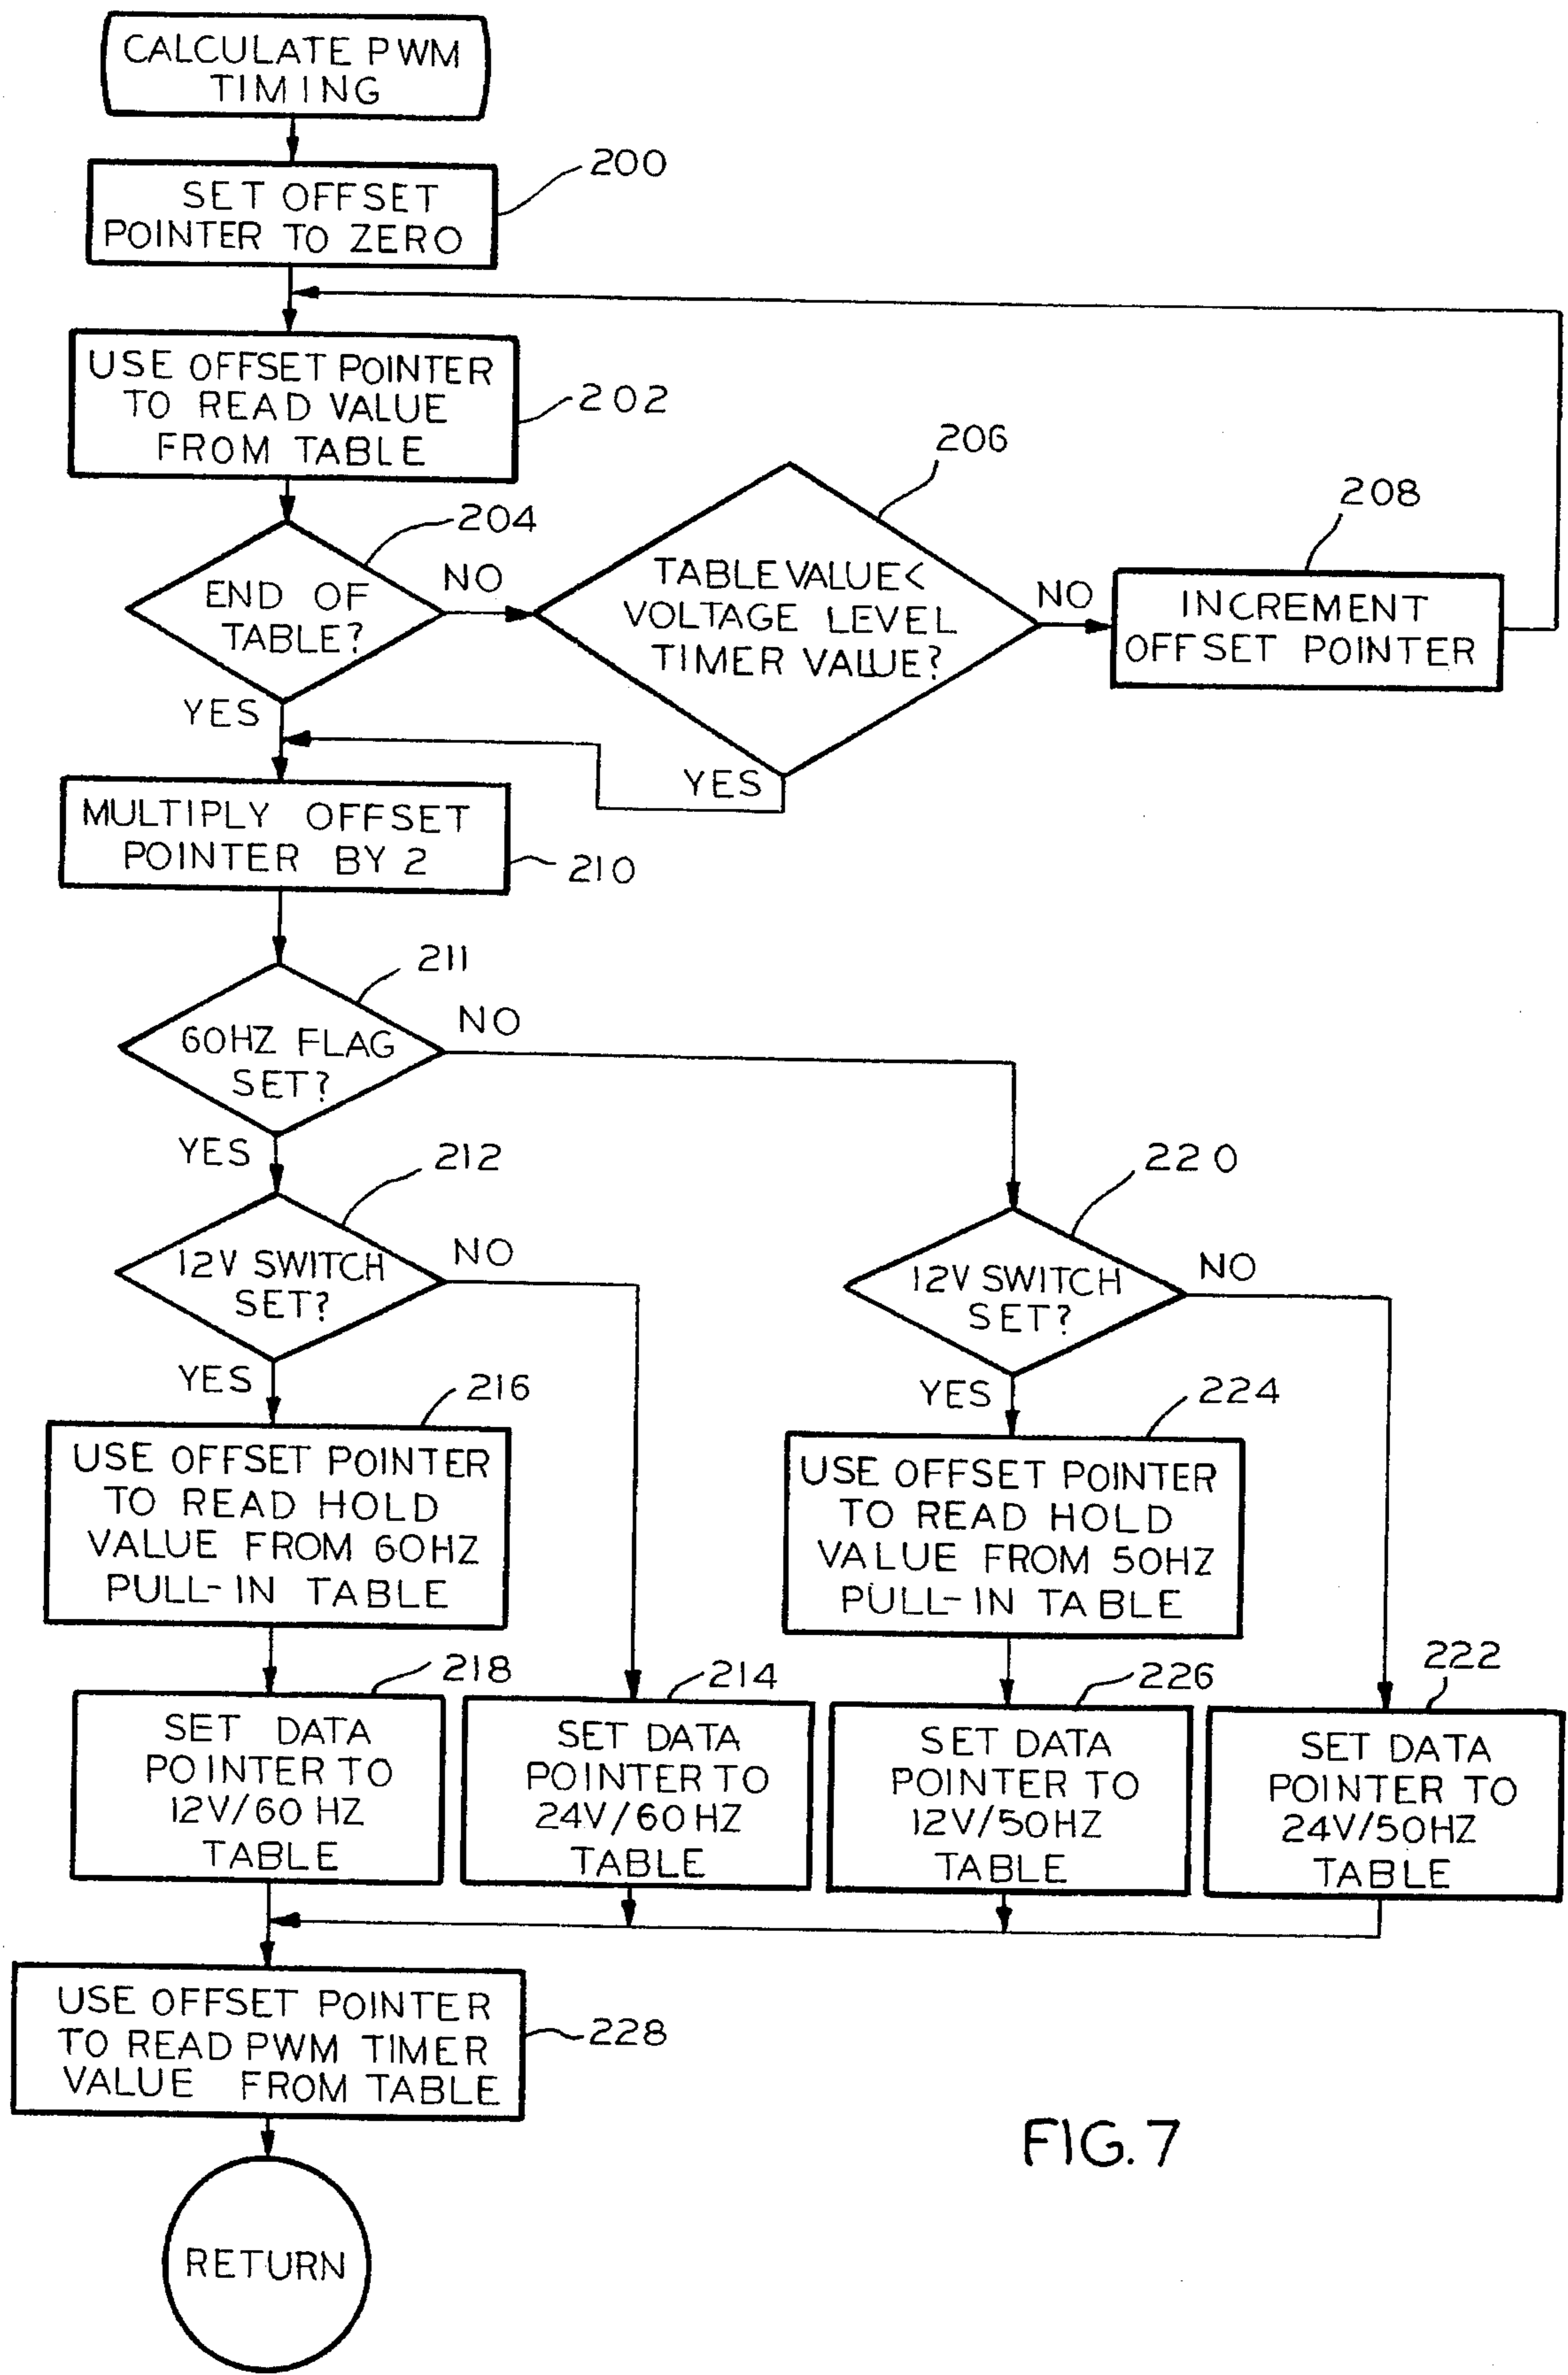 CALCULATE PWM
TIMING
200
SET OFFSET
POINTER TO ZERO
USE OFFSET POINTER
TO READ VALUE
FROM TABLE
202
204
END OF
TABLE?
NO
YES
206
TABLE VALUE<
VOLTAGE LEVEL
TIMER VALUE?
NO
YES
208
INCREMENT
OFFSET POINTER
MULTIPLY OFFSET
POINTER BY 2
210
211
60HZ FLAG
SET?
NO
YES
212
12V SWITCH
SET?
NO
YES
220
12V SWITCH
SET?
NO
YES
216
USE OFFSET POINTER
TO READ HOLD
VALUE FROM 60HZ
PULL-IN TABLE
224
USE OFFSET POINTER
TO READ HOLD
VALUE FROM 50HZ
PULL-IN TABLE
218
SET DATA
POINTER TO
12V/60 HZ
TABLE
214
SET DATA
POINTER TO
24V/60 HZ
TABLE
226
SET DATA
POINTER TO
12V/50HZ
TABLE
222
SET DATA
POINTER TO
24V/50HZ
TABLE
USE OFFSET POINTER
TO READ PWM TIMER
VALUE FROM TABLE
228
RETURN
FIG. 7